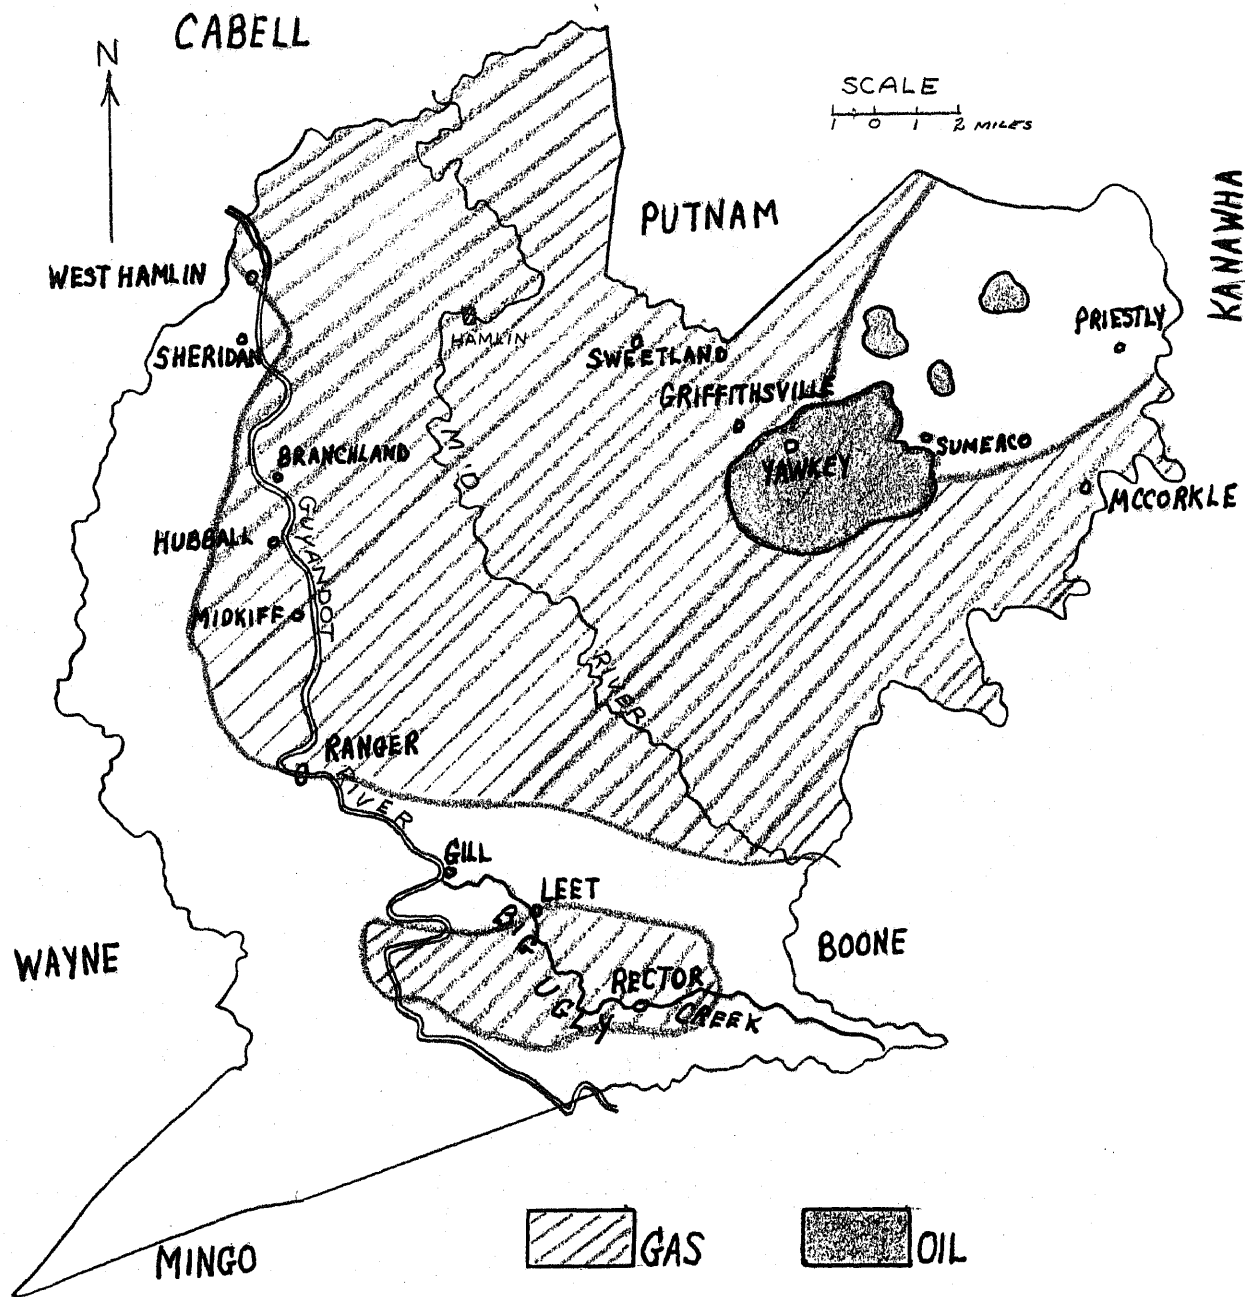 CABELL
N
SCALE
1 0 1 2 MILES
KANAWHA
PUTNAM
WEST HAMLIN
PRIESTLY
HAMLIN
SHERIDAN
SWEETLAND
GRIFFITHSVILLE
SUMERCO
YAWKEY
BRANCHLAND
MUD
MCCORKLE
GUYANDOT
HUBBALL
MIDKIFF
RIVER
RANGER
RIVER
GILL
LEET
BIG
WAYNE
BOONE
RECTOR
UGLY
CREEK
MINGO
GAS
OIL